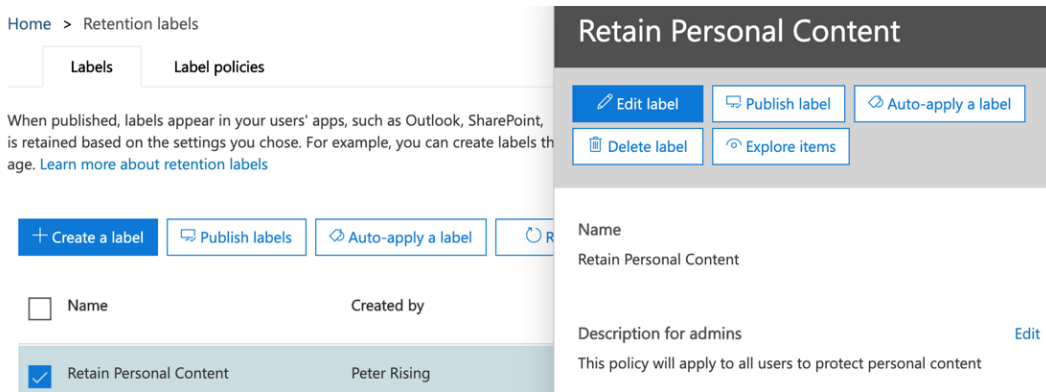 Home > Retention labels
Labels Label policies
When published, labels appear in your users' apps, such as Outlook, SharePoint,
is retained based on the settings you chose. For example, you can create labels th
age. Learn more about retention labels
+ Create a label Publish labels Auto-apply a label R
Name Created by
Retain Personal Content Peter Rising
Retain Personal Content
Edit label Publish label Auto-apply a label
Delete label Explore items
Name
Retain Personal Content
Description for admins Edit
This policy will apply to all users to protect personal content